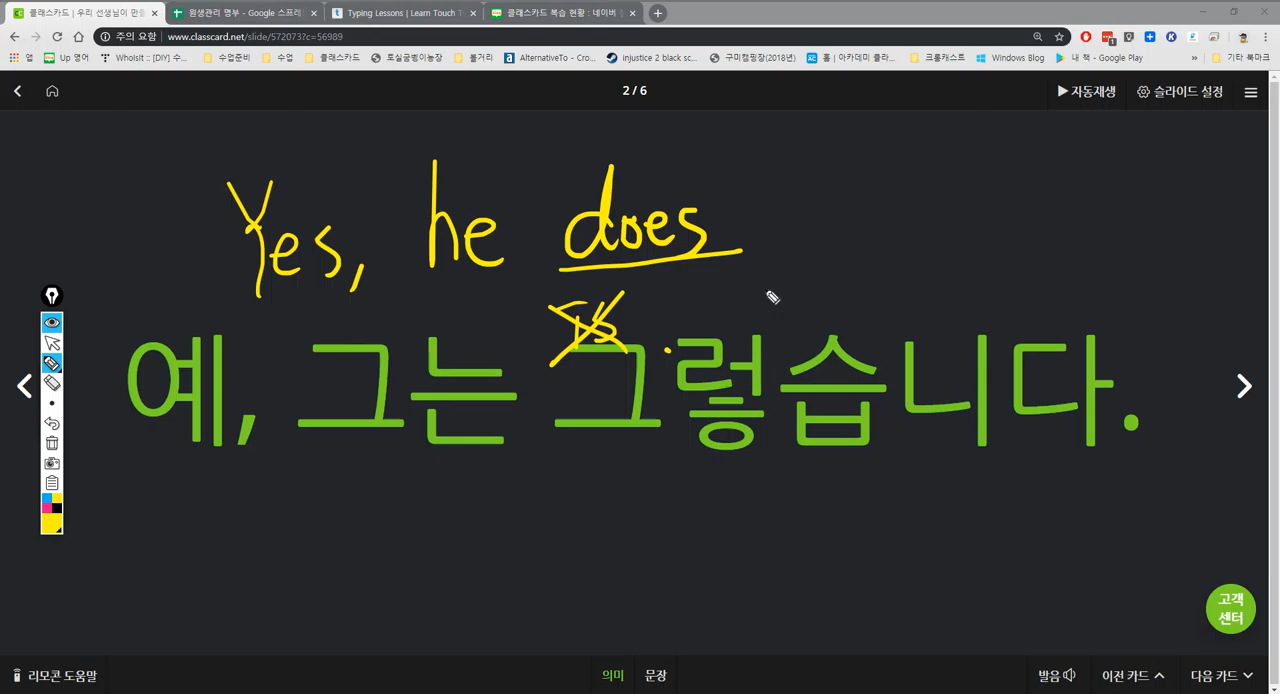 클래스카드 | 우리 선생님이 만들
원생관리 명부 - Google 스프레
Typing Lessons | Learn Touch T
클래스카드 복습 현황 : 네이버
주의 요함 | www.classcard.net/slide/572073?c=56989
앱 Up 영어 WhoIsIt :: [DIY] 수... 수업준비 수업 클래스카드 토실굼벵이농장 볼거리 AlternativeTo - Cro... injustice 2 black sc... 구미캠핑장(2018년) 홈 | 아카데미 클라... 크롬캐스트 Windows Blog 내 책 - Google Play » 기타 북마크
2 / 6
자동재생 슬라이드 설정
Yes, he does
is
예, 그는 그렇습니다.
고객
센터
리모콘 도움말 의미 문장 발음 이전 카드 다음 카드